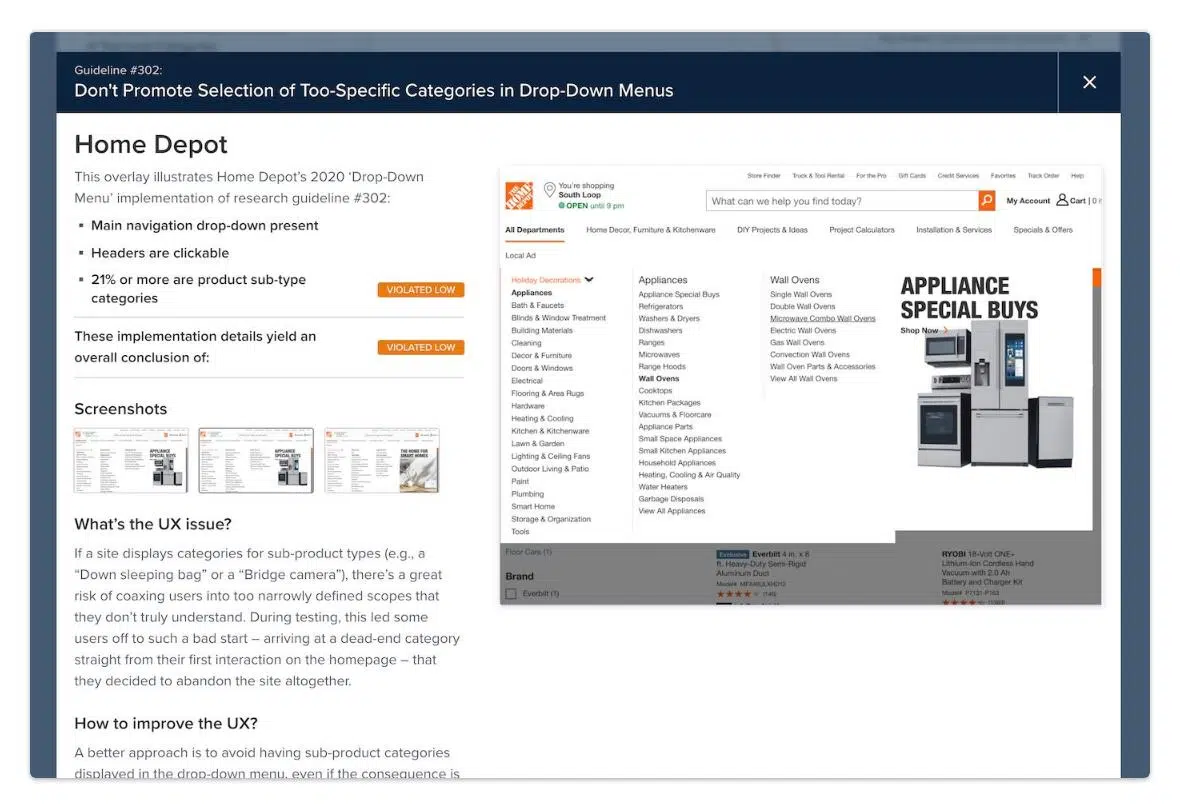 Guideline #302:
Don't Promote Selection of Too-Specific Categories in Drop-Down Menus
Home Depot
This overlay illustrates Home Depot's 2020 'Drop-Down
Menu' implementation of research guideline #302:
Main navigation drop-down present
Headers are clickable
21% or more are product sub-type
categories
VIOLATED LOW
These implementation details yield an
overall conclusion of:
VIOLATED LOW
Screenshots
What's the UX issue?
If a site displays categories for sub-product types (e.g., a
"Down sleeping bag" or a "Bridge camera"), there's a great
risk of coaxing users into too narrowly defined scopes that
they don't truly understand. During testing, this led some
users off to such a bad start – arriving at a dead-end category
straight from their first interaction on the homepage – that
they decided to abandon the site altogether.
How to improve the UX?
A better approach is to avoid having sub-product categories
displayed in the drop-down menu, even if the consequence is
Store Finder
Truck & Tool Rental
For the Pro
Gift Cards
Credit Services
Favorites
Track Order
Help
THE HOME DEPOT
You're shopping
South Loop
OPEN until 9 pm
What can we help you find today?
My Account
Cart | 0
All Departments
Home Decor, Furniture & Kitchenware
DIY Projects & Ideas
Project Calculators
Installation & Services
Specials & Offers
Local Ad
Holiday Decorations
Appliances
Bath & Faucets
Blinds & Window Treatment
Building Materials
Cleaning
Decor & Furniture
Doors & Windows
Electrical
Flooring & Area Rugs
Hardware
Heating & Cooling
Kitchen & Kitchenware
Lawn & Garden
Lighting & Ceiling Fans
Outdoor Living & Patio
Paint
Plumbing
Smart Home
Storage & Organization
Tools
Appliances
Appliance Special Buys
Refrigerators
Washers & Dryers
Dishwashers
Ranges
Microwaves
Range Hoods
Wall Ovens
Cooktops
Kitchen Packages
Vacuums & Floorcare
Appliance Parts
Small Space Appliances
Small Kitchen Appliances
Household Appliances
Heating, Cooling & Air Quality
Water Heaters
Garbage Disposals
View All Appliances
Wall Ovens
Single Wall Ovens
Double Wall Ovens
Microwave Combo Wall Ovens
Electric Wall Ovens
Gas Wall Ovens
Convection Wall Ovens
Wall Oven Parts & Accessories
View All Wall Ovens
APPLIANCE
SPECIAL BUYS
Shop Now
Floor Care (1)
Brand
Everbilt (1)
Exclusive Everbilt 4 in. x 8
ft. Heavy-Duty Semi-Rigid
Aluminum Duct
RYOBI 18-Volt ONE+
Lithium-Ion Cordless Hand
Vacuum with 2.0 Ah
Battery and Charger Kit